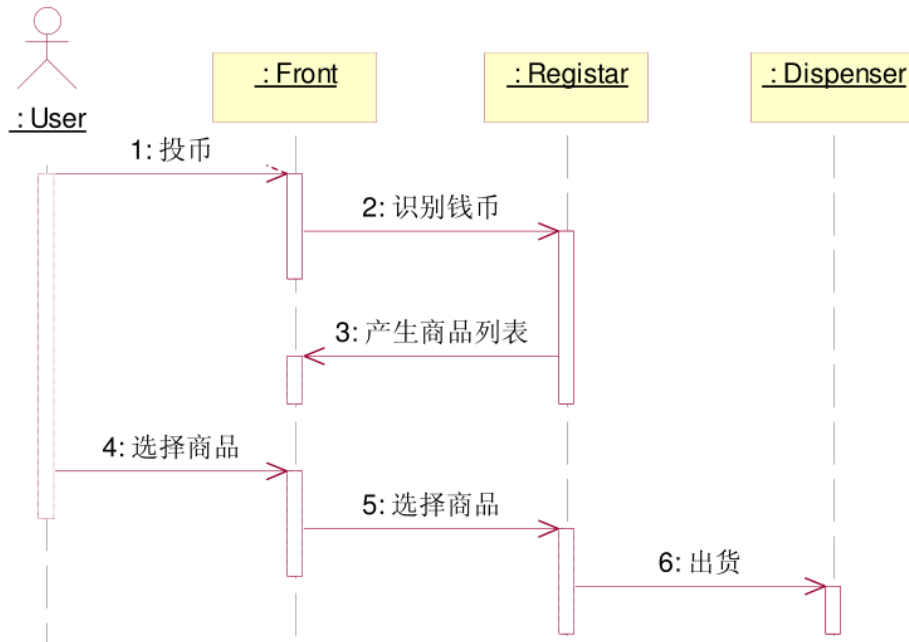 : User
: Front
: Registar
: Dispenser
1: 投币
2: 识别钱币
3: 产生商品列表
4: 选择商品
5: 选择商品
6: 出货